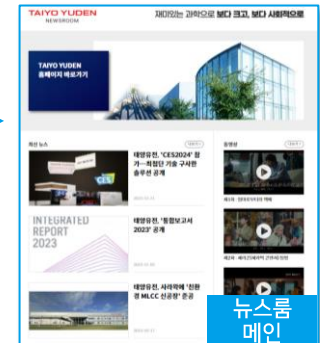 TAIYO YUDEN
NEWSROOM
재미있는 과학으로 보다 크고, 보다 사회적으로
TAIYO YUDEN
홈페이지 바로가기
최신 뉴스
동영상
태양유전, 'CES2024' 참
가—최첨단 기술 구사한
솔루션 공개
INTEGRATED
REPORT
2023
태양유전, '통합보고서
2023' 공개
태양유전, 사라왁에 '친환
경 MLCC 신공장' 준공
뉴스룸
메인